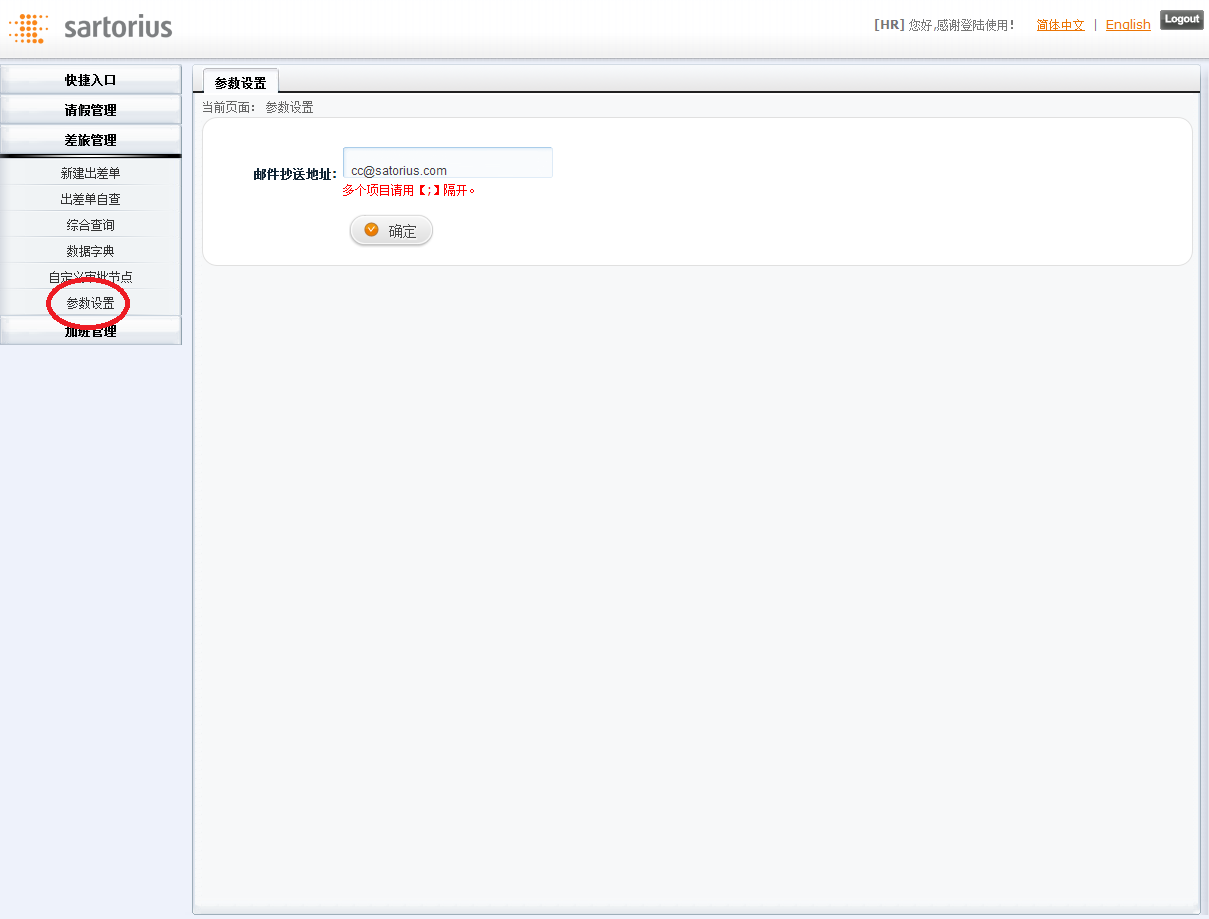 sartorius
[HR] 您好,感谢登陆使用！ 简体中文 | English Logout
快捷入口
请假管理
差旅管理
新建出差单
出差单自查
综合查询
数据字典
自定义审批节点
参数设置
加班管理
参数设置
当前页面： 参数设置
邮件抄送地址: cc@satorius.com
多个项目请用【;】隔开。
确定